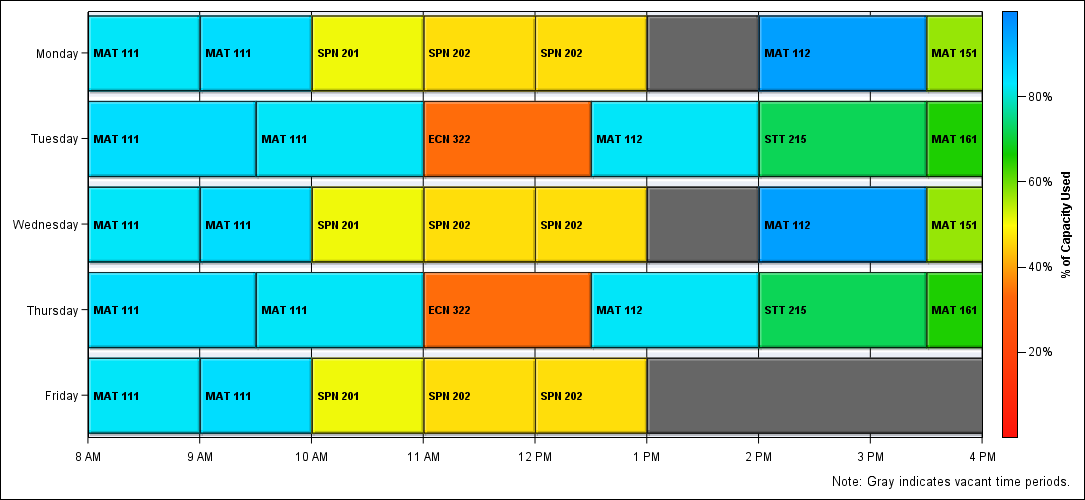 Monday MAT 111 MAT 111 SPN 201 SPN 202 SPN 202 MAT 112 MAT 151
80%
Tuesday MAT 111 MAT 111 ECN 322 MAT 112 STT 215 MAT 161
60%
Wednesday MAT 111 MAT 111 SPN 201 SPN 202 SPN 202 MAT 112 MAT 151
% of Capacity Used
40%
Thursday MAT 111 MAT 111 ECN 322 MAT 112 STT 215 MAT 161
20%
Friday MAT 111 MAT 111 SPN 201 SPN 202 SPN 202
8 AM 9 AM 10 AM 11 AM 12 PM 1 PM 2 PM 3 PM 4 PM
Note: Gray indicates vacant time periods.